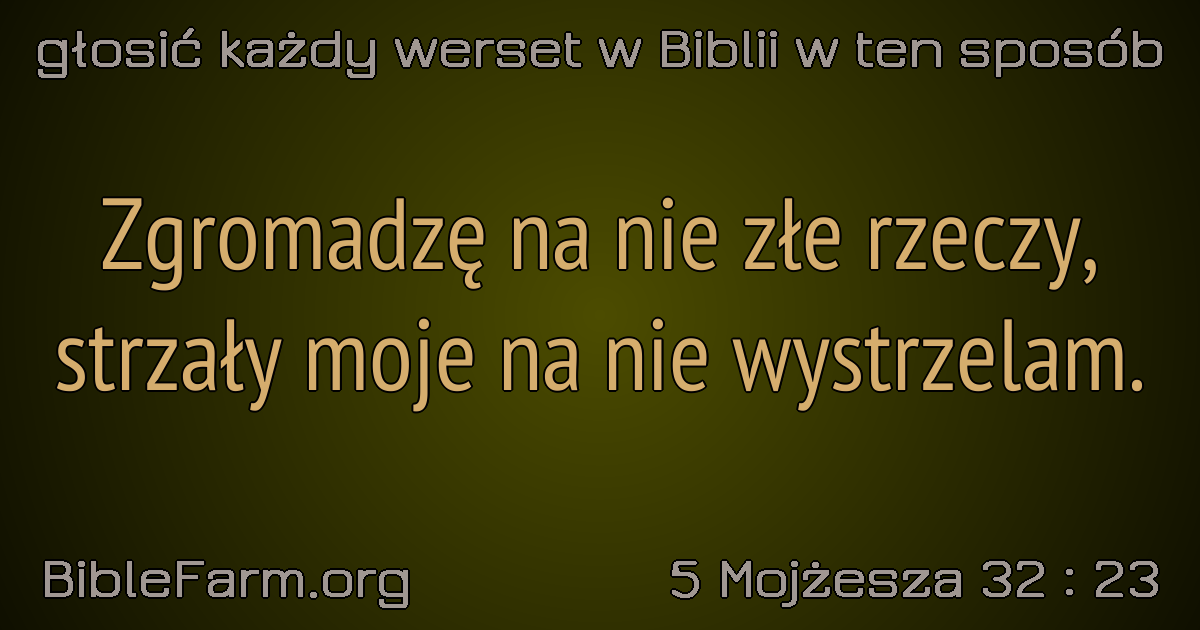 głosić każdy werset w Biblii w ten sposób
Zgromadzę na nie złe rzeczy,
strzały moje na nie wystrzelam.
BibleFarm.org
5 Mojżesza 32 : 23